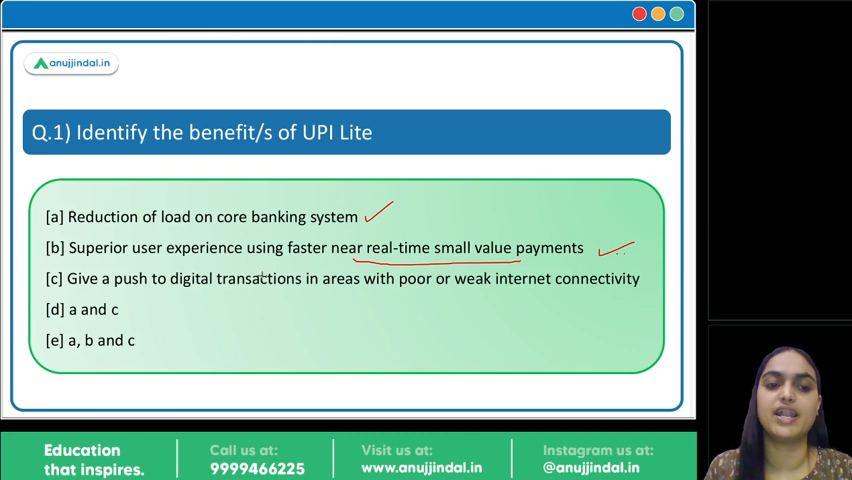 anujjindal.in
Q.1) Identify the benefit/s of UPI Lite
[a] Reduction of load on core banking system
[b] Superior user experience using faster near real-time small value payments
[c] Give a push to digital transactions in areas with poor or weak internet connectivity
[d] a and c
[e] a, b and c
Education
that inspires.
Call us at:
9999466225
Visit us at:
www.anujjindal.in
Instagram us at:
@anujjindal.in